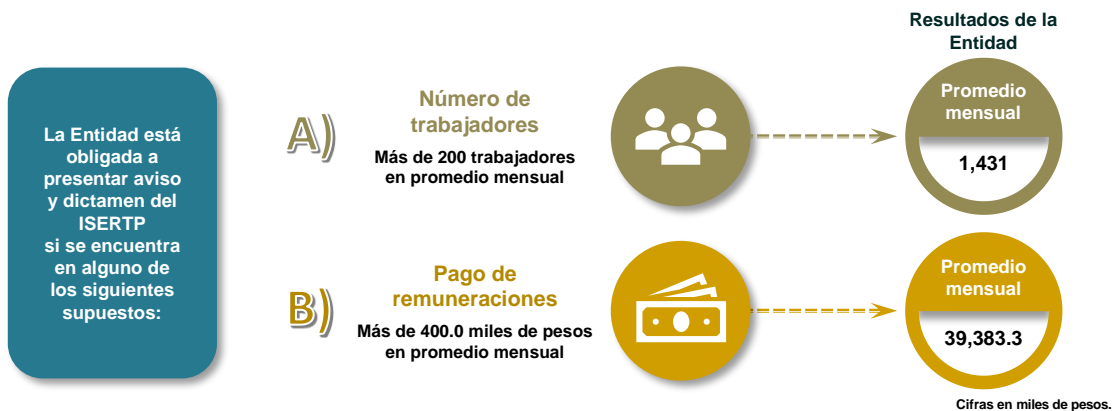 La Entidad está
obligada a
presentar aviso
y dictamen del
ISERTP
si se encuentra
en alguno de
los siguientes
supuestos:
A)
Número de
trabajadores
Más de 200 trabajadores
en promedio mensual
B)
Pago de
remuneraciones
Más de 400.0 miles de pesos
en promedio mensual
Resultados de la
Entidad
Promedio
mensual
1,431
Promedio
mensual
39,383.3
Cifras en miles de pesos.